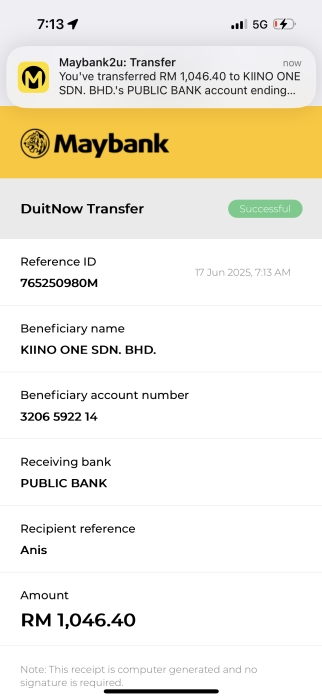 7:13
5G
Maybank2u: Transfer
now
You've transferred RM 1,046.40 to KIINO ONE
SDN. BHD.'s PUBLIC BANK account ending...
Maybank
DuitNow Transfer
Successful
Reference ID
17 Jun 2025, 7:13 AM
765250980M
Beneficiary name
KIINO ONE SDN. BHD.
Beneficiary account number
3206 5922 14
Receiving bank
PUBLIC BANK
Recipient reference
Anis
Amount
RM 1,046.40
Note: This receipt is computer generated and no
signature is required.